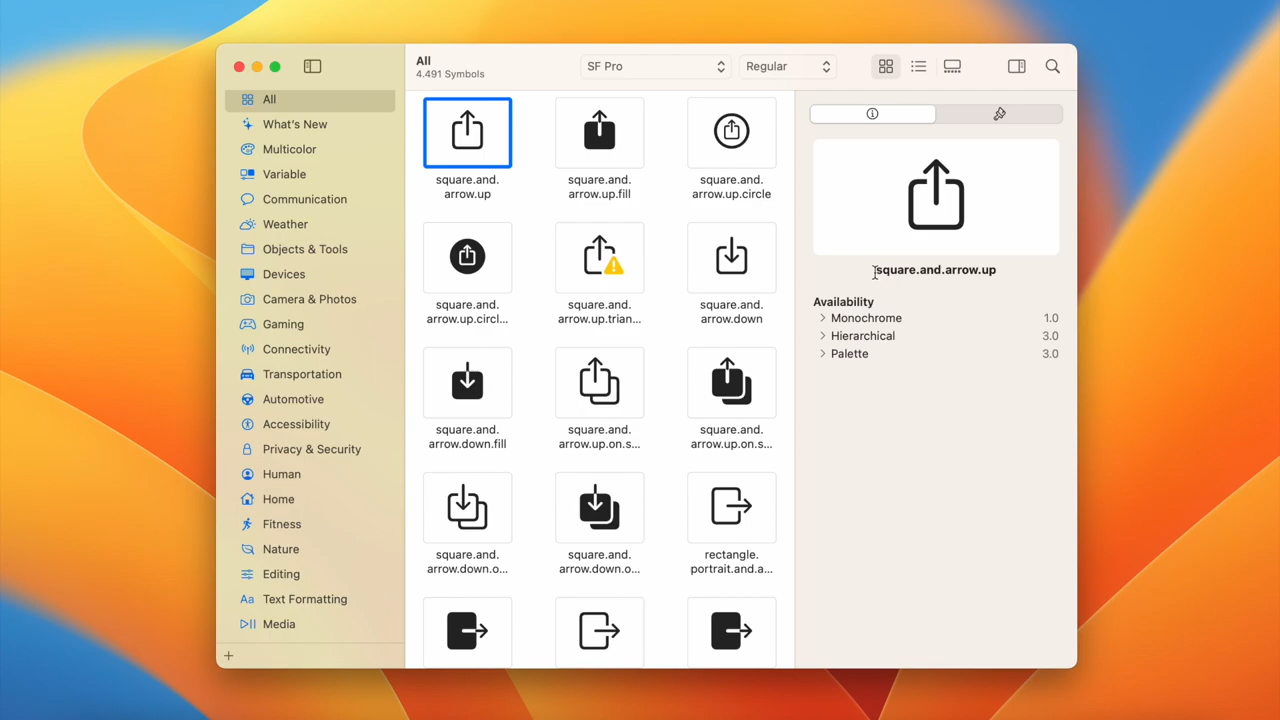 All
4.491 Symbols
SF Pro
Regular
All
What's New
Multicolor
Variable
Communication
Weather
Objects & Tools
Devices
Camera & Photos
Gaming
Connectivity
Transportation
Automotive
Accessibility
Privacy & Security
Human
Home
Fitness
Nature
Editing
Aa Text Formatting
Media
+
square.and.
arrow.up
square.and.
arrow.up.fill
square.and.
arrow.up.circle
square.and.
arrow.up.circl...
square.and.
arrow.up.trian...
square.and.
arrow.down
square.and.
arrow.down.fill
square.and.
arrow.up.on.s...
square.and.
arrow.up.on.s...
square.and.
arrow.down.o...
square.and.
arrow.down.o...
rectangle.
portrait.and.a...
square.and.arrow.up
Availability
Monochrome 1.0
Hierarchical 3.0
Palette 3.0